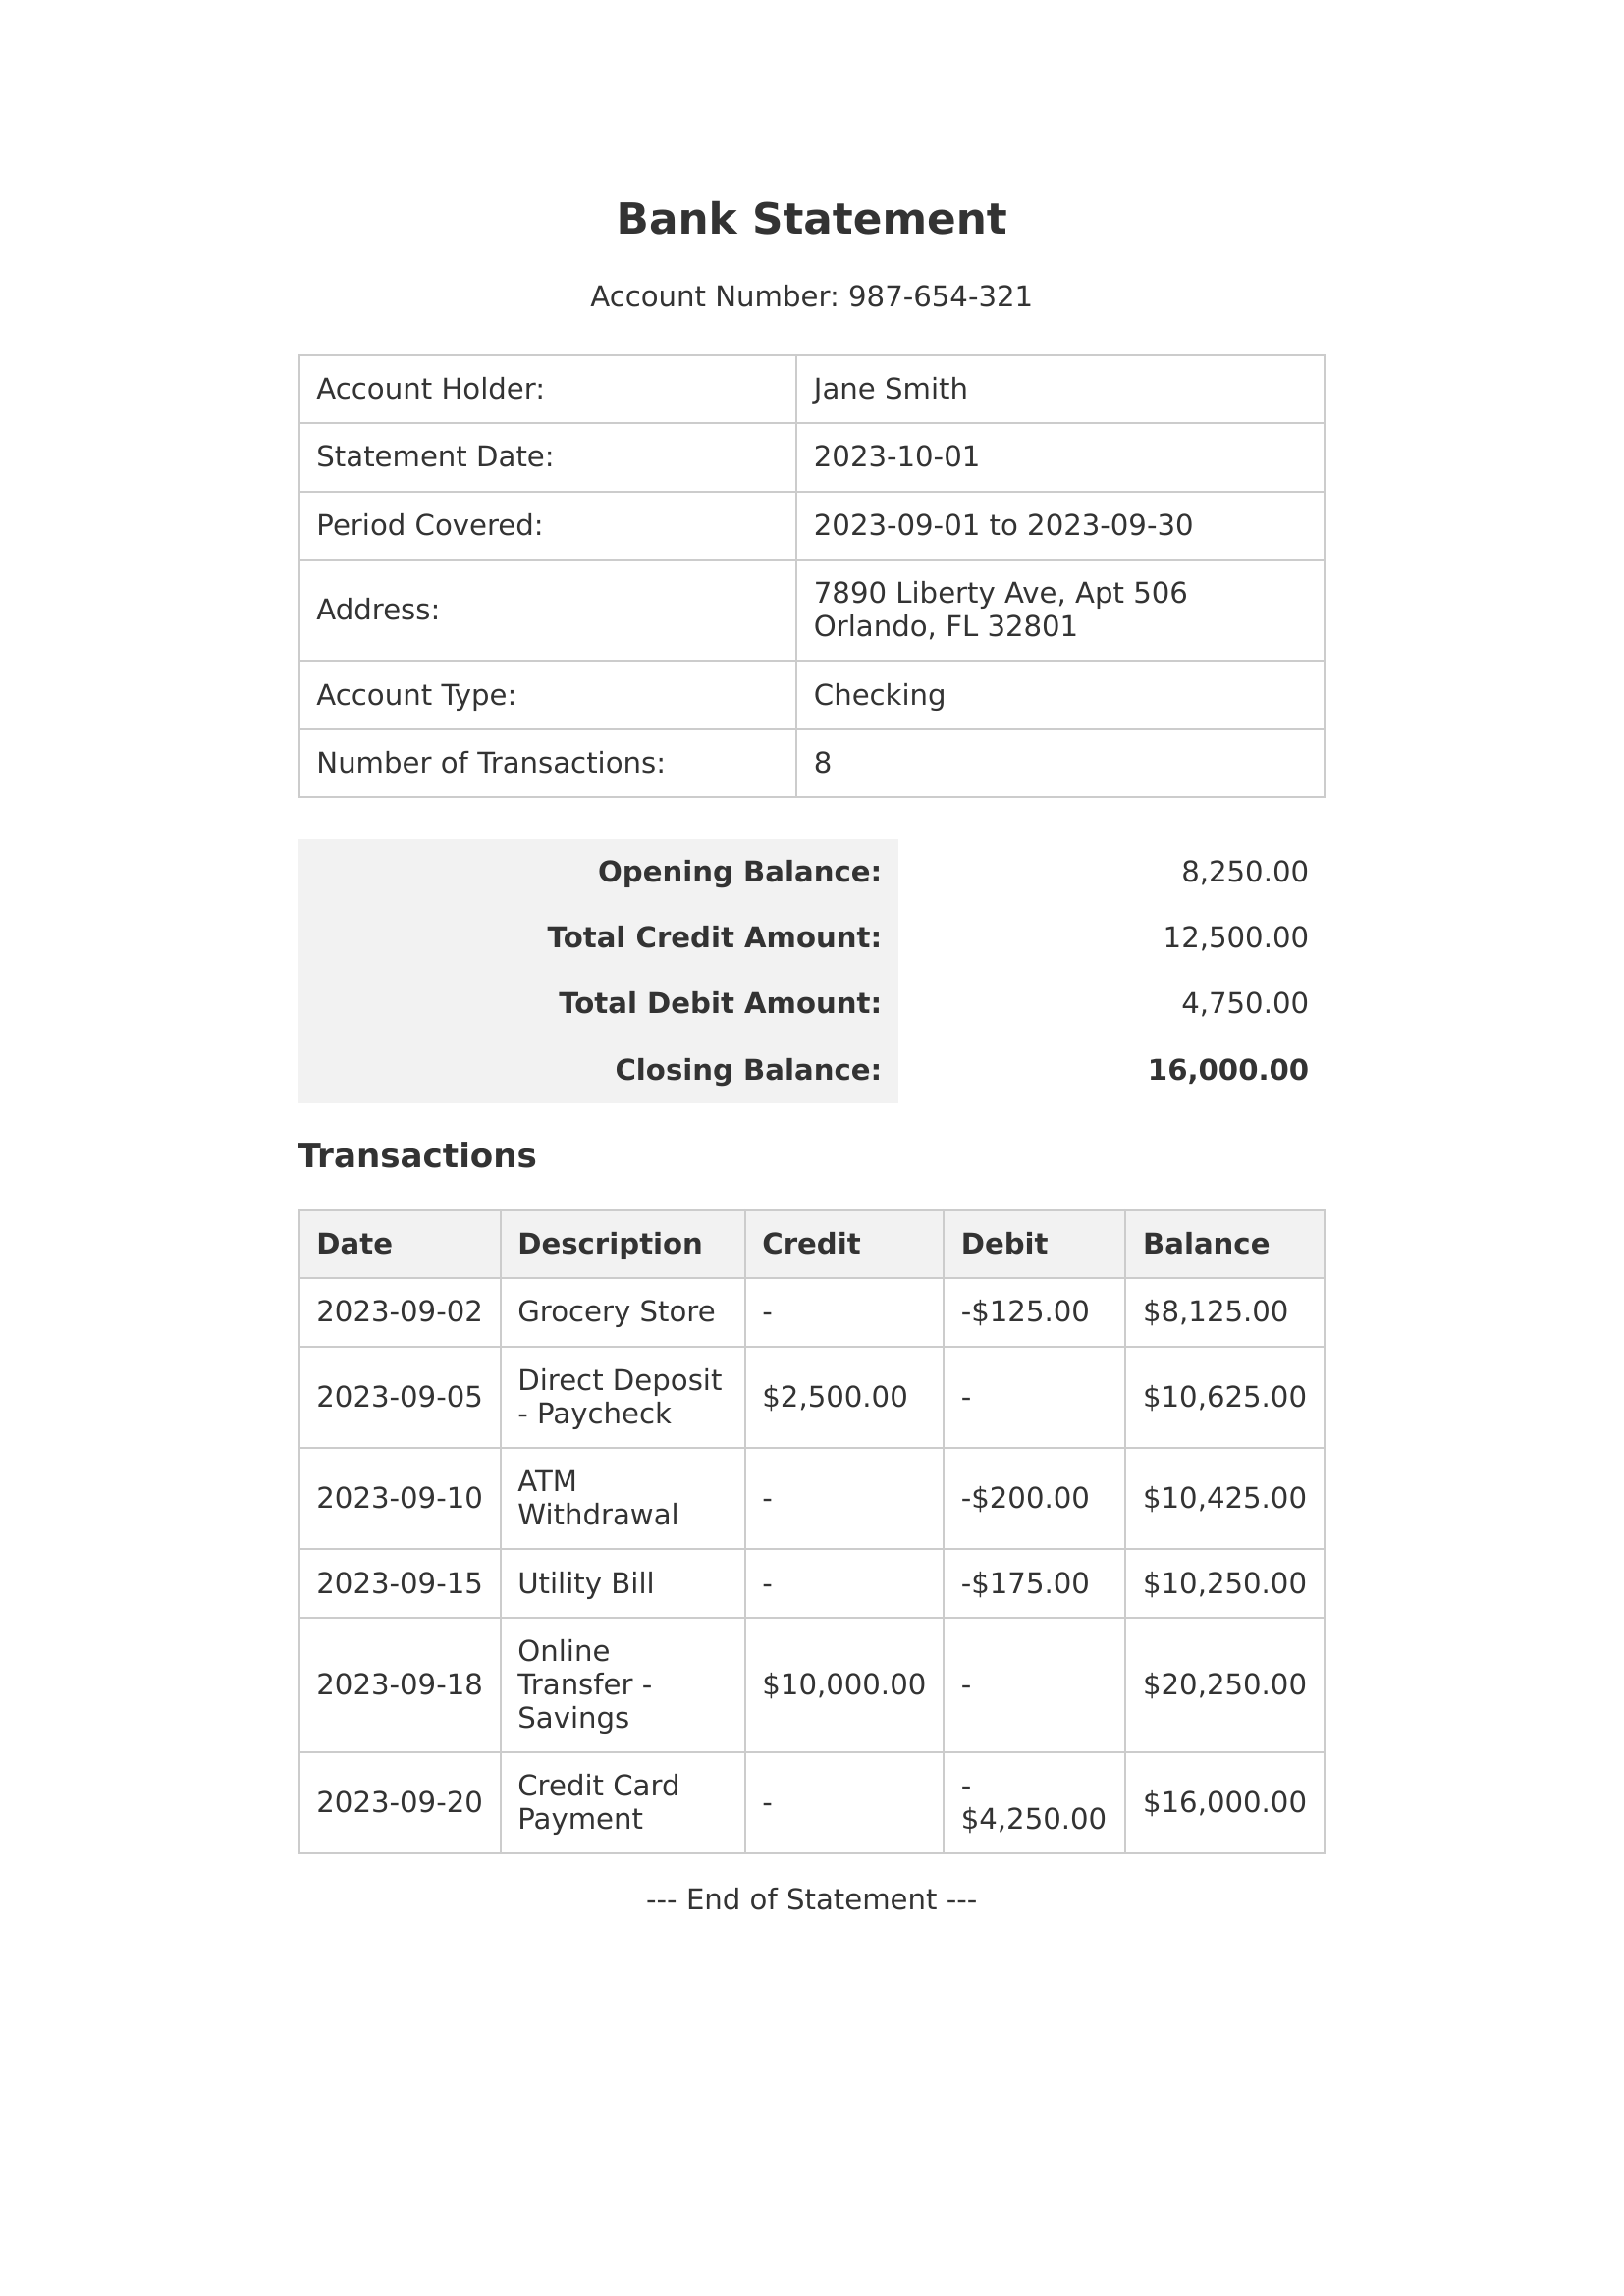 Bank Statement
Account Number: 987-654-321
Account Holder: Jane Smith
Statement Date: 2023-10-01
Period Covered: 2023-09-01 to 2023-09-30
Address: 7890 Liberty Ave, Apt 506
Orlando, FL 32801
Account Type: Checking
Number of Transactions: 8
Opening Balance: 8,250.00
Total Credit Amount: 12,500.00
Total Debit Amount: 4,750.00
Closing Balance: 16,000.00
Transactions
Date Description Credit Debit Balance
2023-09-02 Grocery Store - -$125.00 $8,125.00
2023-09-05 Direct Deposit
- Paycheck $2,500.00 - $10,625.00
2023-09-10 ATM
Withdrawal - -$200.00 $10,425.00
2023-09-15 Utility Bill - -$175.00 $10,250.00
2023-09-18 Online
Transfer -
Savings $10,000.00 - $20,250.00
2023-09-20 Credit Card
Payment - -
$4,250.00 $16,000.00
--- End of Statement ---